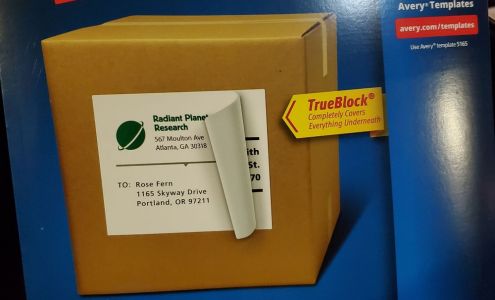 Avery® Templates
avery.com/templates
Use Avery® template 5165
TrueBlock®
Completely Covers
Everything Underneath
Radiant Planet
Research
567 Moulton Ave
Atlanta, GA 30318
ith
St.
70
TO: Rose Fern
1165 Skyway Drive
Portland, OR 97211